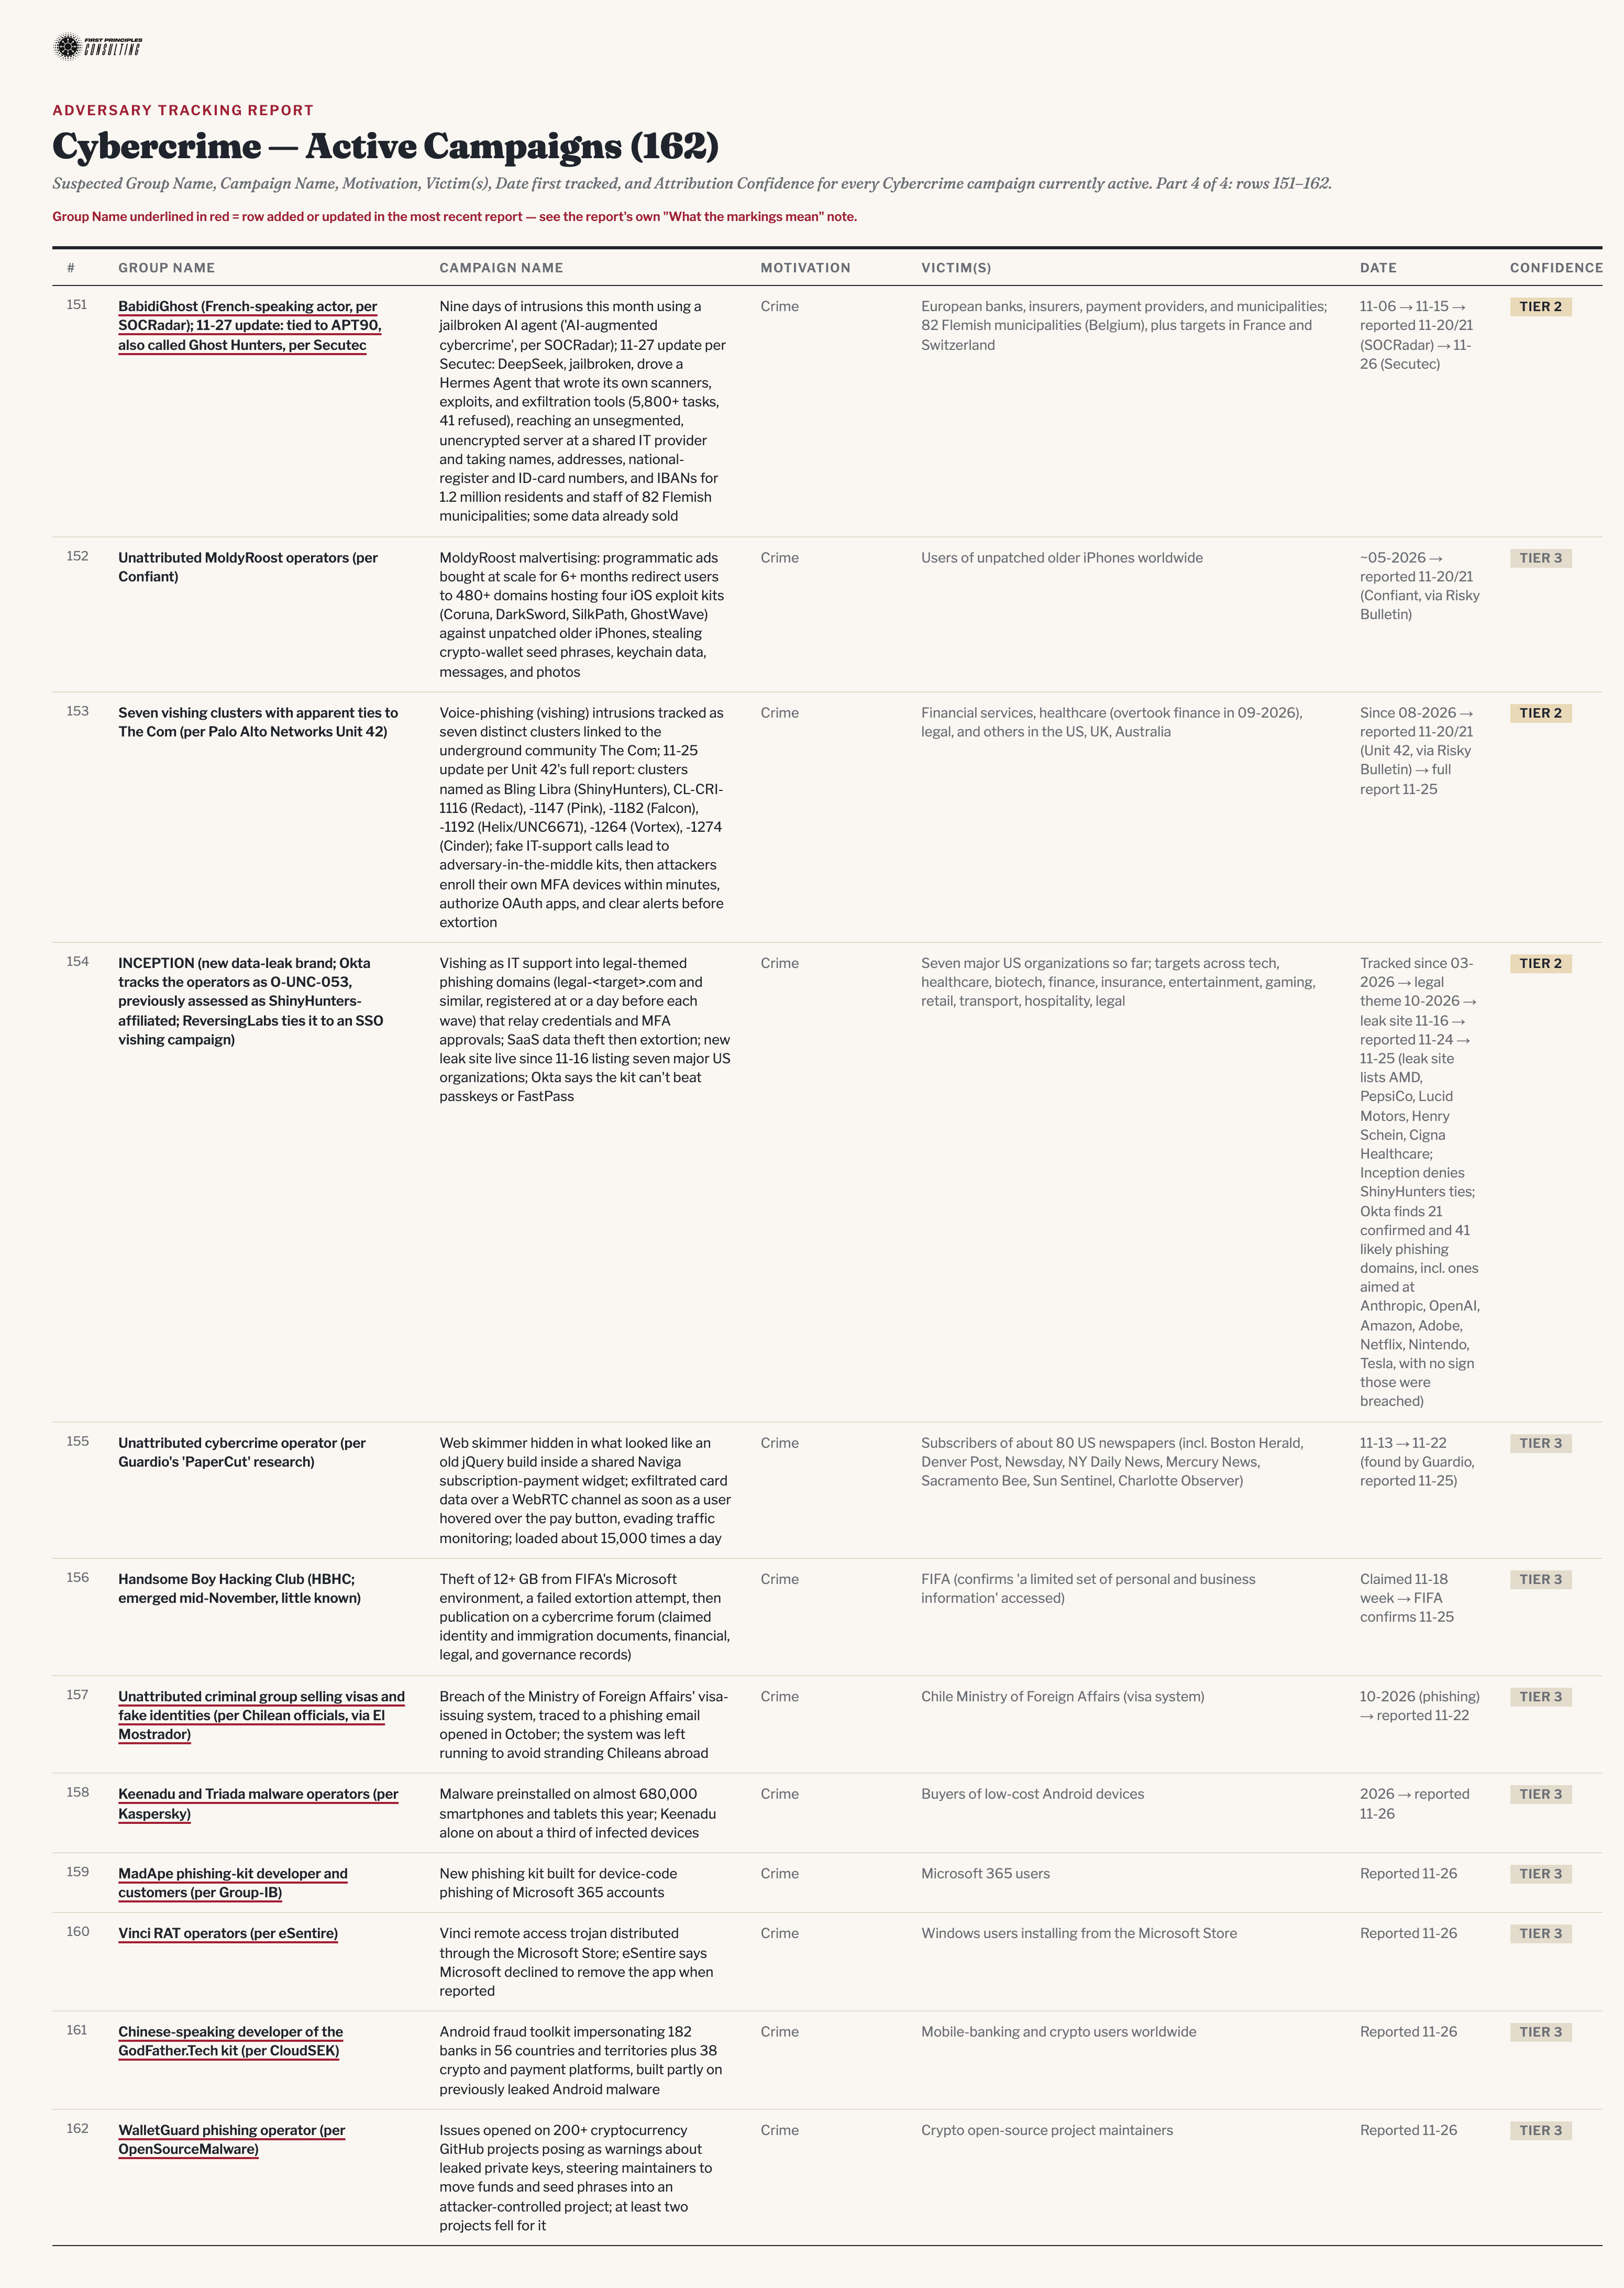 FIRST PRINCIPLES
CONSULTING
ADVERSARY TRACKING REPORT
Cybercrime — Active Campaigns (162)
Suspected Group Name, Campaign Name, Motivation, Victim(s), Date first tracked, and Attribution Confidence for every Cybercrime campaign currently active. Part 4 of 4: rows 151–162.
Group Name underlined in red = row added or updated in the most recent report — see the report's own "What the markings mean" note.
# GROUP NAME CAMPAIGN NAME MOTIVATION VICTIM(S) DATE CONFIDENCE
151
BabidiGhost (French-speaking actor, per
SOCRadar); 11-27 update: tied to APT90,
also called Ghost Hunters, per Secutec
Nine days of intrusions this month using a
jailbroken AI agent ('AI-augmented
cybercrime', per SOCRadar); 11-27 update per
Secutec: DeepSeek, jailbroken, drove a
Hermes Agent that wrote its own scanners,
exploits, and exfiltration tools (5,800+ tasks,
41 refused), reaching an unsegmented,
unencrypted server at a shared IT provider
and taking names, addresses, national-
register and ID-card numbers, and IBANs for
1.2 million residents and staff of 82 Flemish
municipalities; some data already sold
Crime
European banks, insurers, payment providers, and municipalities;
82 Flemish municipalities (Belgium), plus targets in France and
Switzerland
11-06 → 11-15 →
reported 11-20/21
(SOCRadar) → 11-
26 (Secutec)
TIER 2
152
Unattributed MoldyRoost operators (per
Confiant)
MoldyRoost malvertising: programmatic ads
bought at scale for 6+ months redirect users
to 480+ domains hosting four iOS exploit kits
(Coruna, DarkSword, SilkPath, GhostWave)
against unpatched older iPhones, stealing
crypto-wallet seed phrases, keychain data,
messages, and photos
Crime
Users of unpatched older iPhones worldwide
~05-2026 →
reported 11-20/21
(Confiant, via Risky
Bulletin)
TIER 3
153
Seven vishing clusters with apparent ties to
The Com (per Palo Alto Networks Unit 42)
Voice-phishing (vishing) intrusions tracked as
seven distinct clusters linked to the
underground community The Com; 11-25
update per Unit 42's full report: clusters
named as Bling Libra (ShinyHunters), CL-CRI-
1116 (Redact), -1147 (Pink), -1182 (Falcon),
-1192 (Helix/UNC6671), -1264 (Vortex), -1274
(Cinder); fake IT-support calls lead to
adversary-in-the-middle kits, then attackers
enroll their own MFA devices within minutes,
authorize OAuth apps, and clear alerts before
extortion
Crime
Financial services, healthcare (overtook finance in 09-2026),
legal, and others in the US, UK, Australia
Since 08-2026 →
reported 11-20/21
(Unit 42, via Risky
Bulletin) → full
report 11-25
TIER 2
154
INCEPTION (new data-leak brand; Okta
tracks the operators as O-UNC-053,
previously assessed as ShinyHunters-
affiliated; ReversingLabs ties it to an SSO
vishing campaign)
Vishing as IT support into legal-themed
phishing domains (legal-<target>.com and
similar, registered at or a day before each
wave) that relay credentials and MFA
approvals; SaaS data theft then extortion; new
leak site live since 11-16 listing seven major US
organizations; Okta says the kit can't beat
passkeys or FastPass
Crime
Seven major US organizations so far; targets across tech,
healthcare, biotech, finance, insurance, entertainment, gaming,
retail, transport, hospitality, legal
Tracked since 03-
2026 → legal
theme 10-2026 →
leak site 11-16 →
reported 11-24 →
11-25 (leak site
lists AMD,
PepsiCo, Lucid
Motors, Henry
Schein, Cigna
Healthcare;
Inception denies
ShinyHunters ties;
Okta finds 21
confirmed and 41
likely phishing
domains, incl. ones
aimed at
Anthropic, OpenAI,
Amazon, Adobe,
Netflix, Nintendo,
Tesla, with no sign
those were
breached)
TIER 2
155
Unattributed cybercrime operator (per
Guardio's 'PaperCut' research)
Web skimmer hidden in what looked like an
old jQuery build inside a shared Naviga
subscription-payment widget; exfiltrated card
data over a WebRTC channel as soon as a user
hovered over the pay button, evading traffic
monitoring; loaded about 15,000 times a day
Crime
Subscribers of about 80 US newspapers (incl. Boston Herald,
Denver Post, Newsday, NY Daily News, Mercury News,
Sacramento Bee, Sun Sentinel, Charlotte Observer)
11-13 → 11-22
(found by Guardio,
reported 11-25)
TIER 3
156
Handsome Boy Hacking Club (HBHC;
emerged mid-November, little known)
Theft of 12+ GB from FIFA's Microsoft
environment, a failed extortion attempt, then
publication on a cybercrime forum (claimed
identity and immigration documents, financial,
legal, and governance records)
Crime
FIFA (confirms 'a limited set of personal and business
information' accessed)
Claimed 11-18
week → FIFA
confirms 11-25
TIER 3
157
Unattributed criminal group selling visas and
fake identities (per Chilean officials, via El
Mostrador)
Breach of the Ministry of Foreign Affairs' visa-
issuing system, traced to a phishing email
opened in October; the system was left
running to avoid stranding Chileans abroad
Crime
Chile Ministry of Foreign Affairs (visa system)
10-2026 (phishing)
→ reported 11-22
TIER 3
158
Keenadu and Triada malware operators (per
Kaspersky)
Malware preinstalled on almost 680,000
smartphones and tablets this year; Keenadu
alone on about a third of infected devices
Crime
Buyers of low-cost Android devices
2026 → reported
11-26
TIER 3
159
MadApe phishing-kit developer and
customers (per Group-IB)
New phishing kit built for device-code
phishing of Microsoft 365 accounts
Crime
Microsoft 365 users
Reported 11-26
TIER 3
160
Vinci RAT operators (per eSentire)
Vinci remote access trojan distributed
through the Microsoft Store; eSentire says
Microsoft declined to remove the app when
reported
Crime
Windows users installing from the Microsoft Store
Reported 11-26
TIER 3
161
Chinese-speaking developer of the
GodFather.Tech kit (per CloudSEK)
Android fraud toolkit impersonating 182
banks in 56 countries and territories plus 38
crypto and payment platforms, built partly on
previously leaked Android malware
Crime
Mobile-banking and crypto users worldwide
Reported 11-26
TIER 3
162
WalletGuard phishing operator (per
OpenSourceMalware)
Issues opened on 200+ cryptocurrency
GitHub projects posing as warnings about
leaked private keys, steering maintainers to
move funds and seed phrases into an
attacker-controlled project; at least two
projects fell for it
Crime
Crypto open-source project maintainers
Reported 11-26
TIER 3